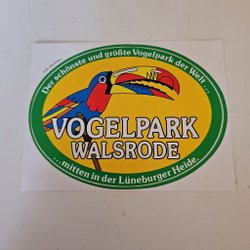 Der schönste und größte Vogelpark der Welt...
VOGELPARK
WALSRODE
...mitten in der Lüneburger Heide.